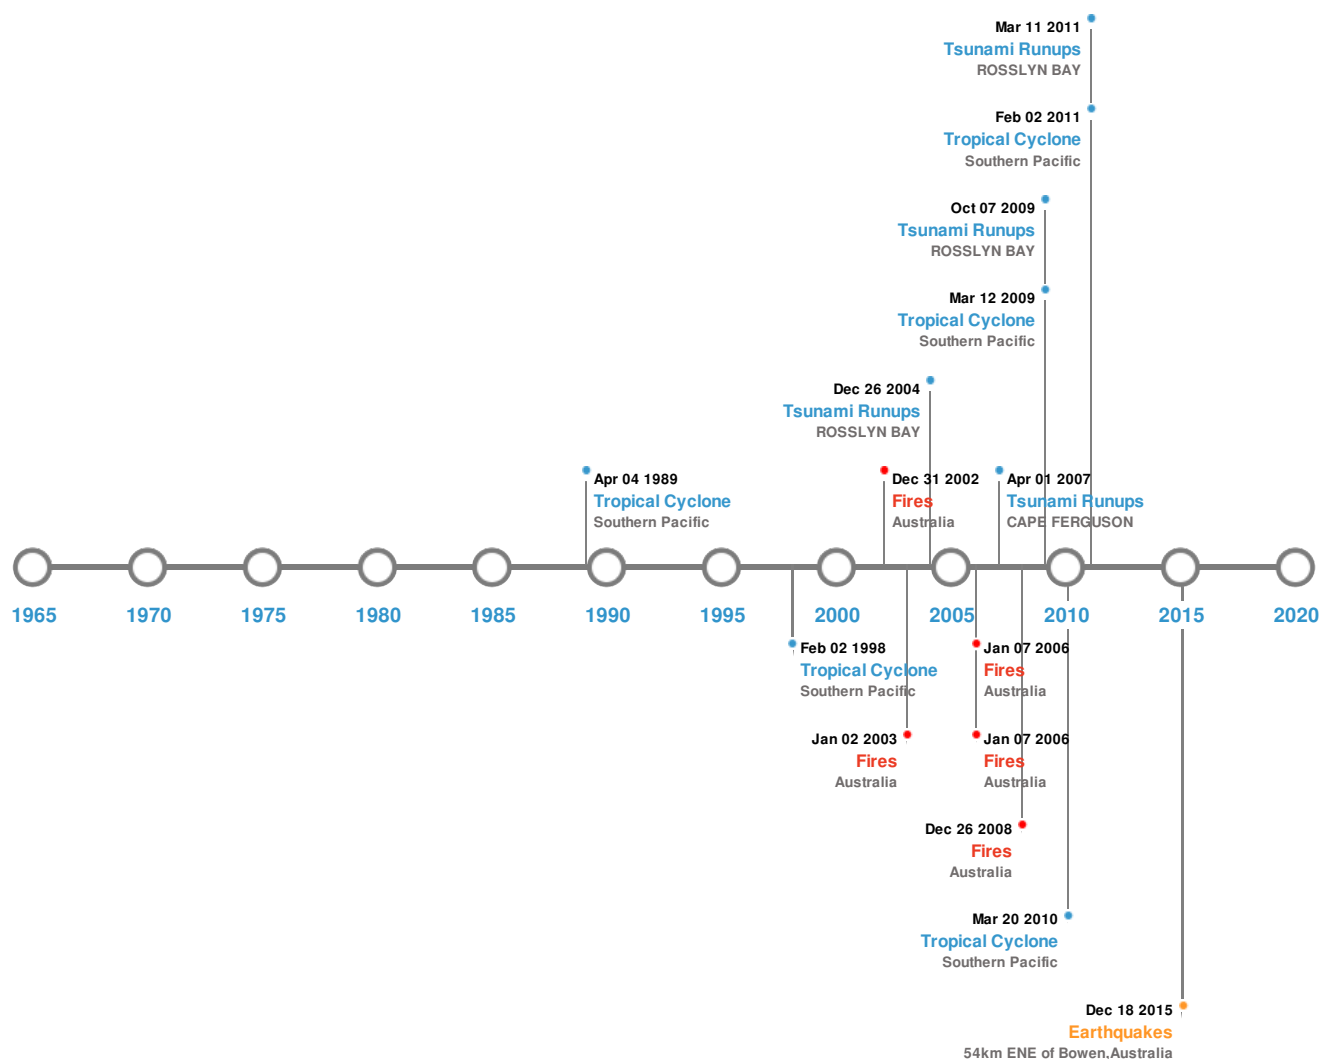 Mar 11 2011
Tsunami Runups
ROSSLYN BAY
Feb 02 2011
Tropical Cyclone
Southern Pacific
Oct 07 2009
Tsunami Runups
ROSSLYN BAY
Mar 12 2009
Tropical Cyclone
Southern Pacific
Dec 26 2004
Tsunami Runups
ROSSLYN BAY
Apr 04 1989
Tropical Cyclone
Southern Pacific
Dec 31 2002
Fires
Australia
Apr 01 2007
Tsunami Runups
CAPE FERGUSON
1965 1970 1975 1980 1985 1990 1995 2000 2005 2010 2015 2020
Feb 02 1998
Tropical Cyclone
Southern Pacific
Jan 07 2006
Fires
Australia
Jan 02 2003
Fires
Australia
Jan 07 2006
Fires
Australia
Dec 26 2008
Fires
Australia
Mar 20 2010
Tropical Cyclone
Southern Pacific
Dec 18 2015
Earthquakes
54km ENE of Bowen,Australia